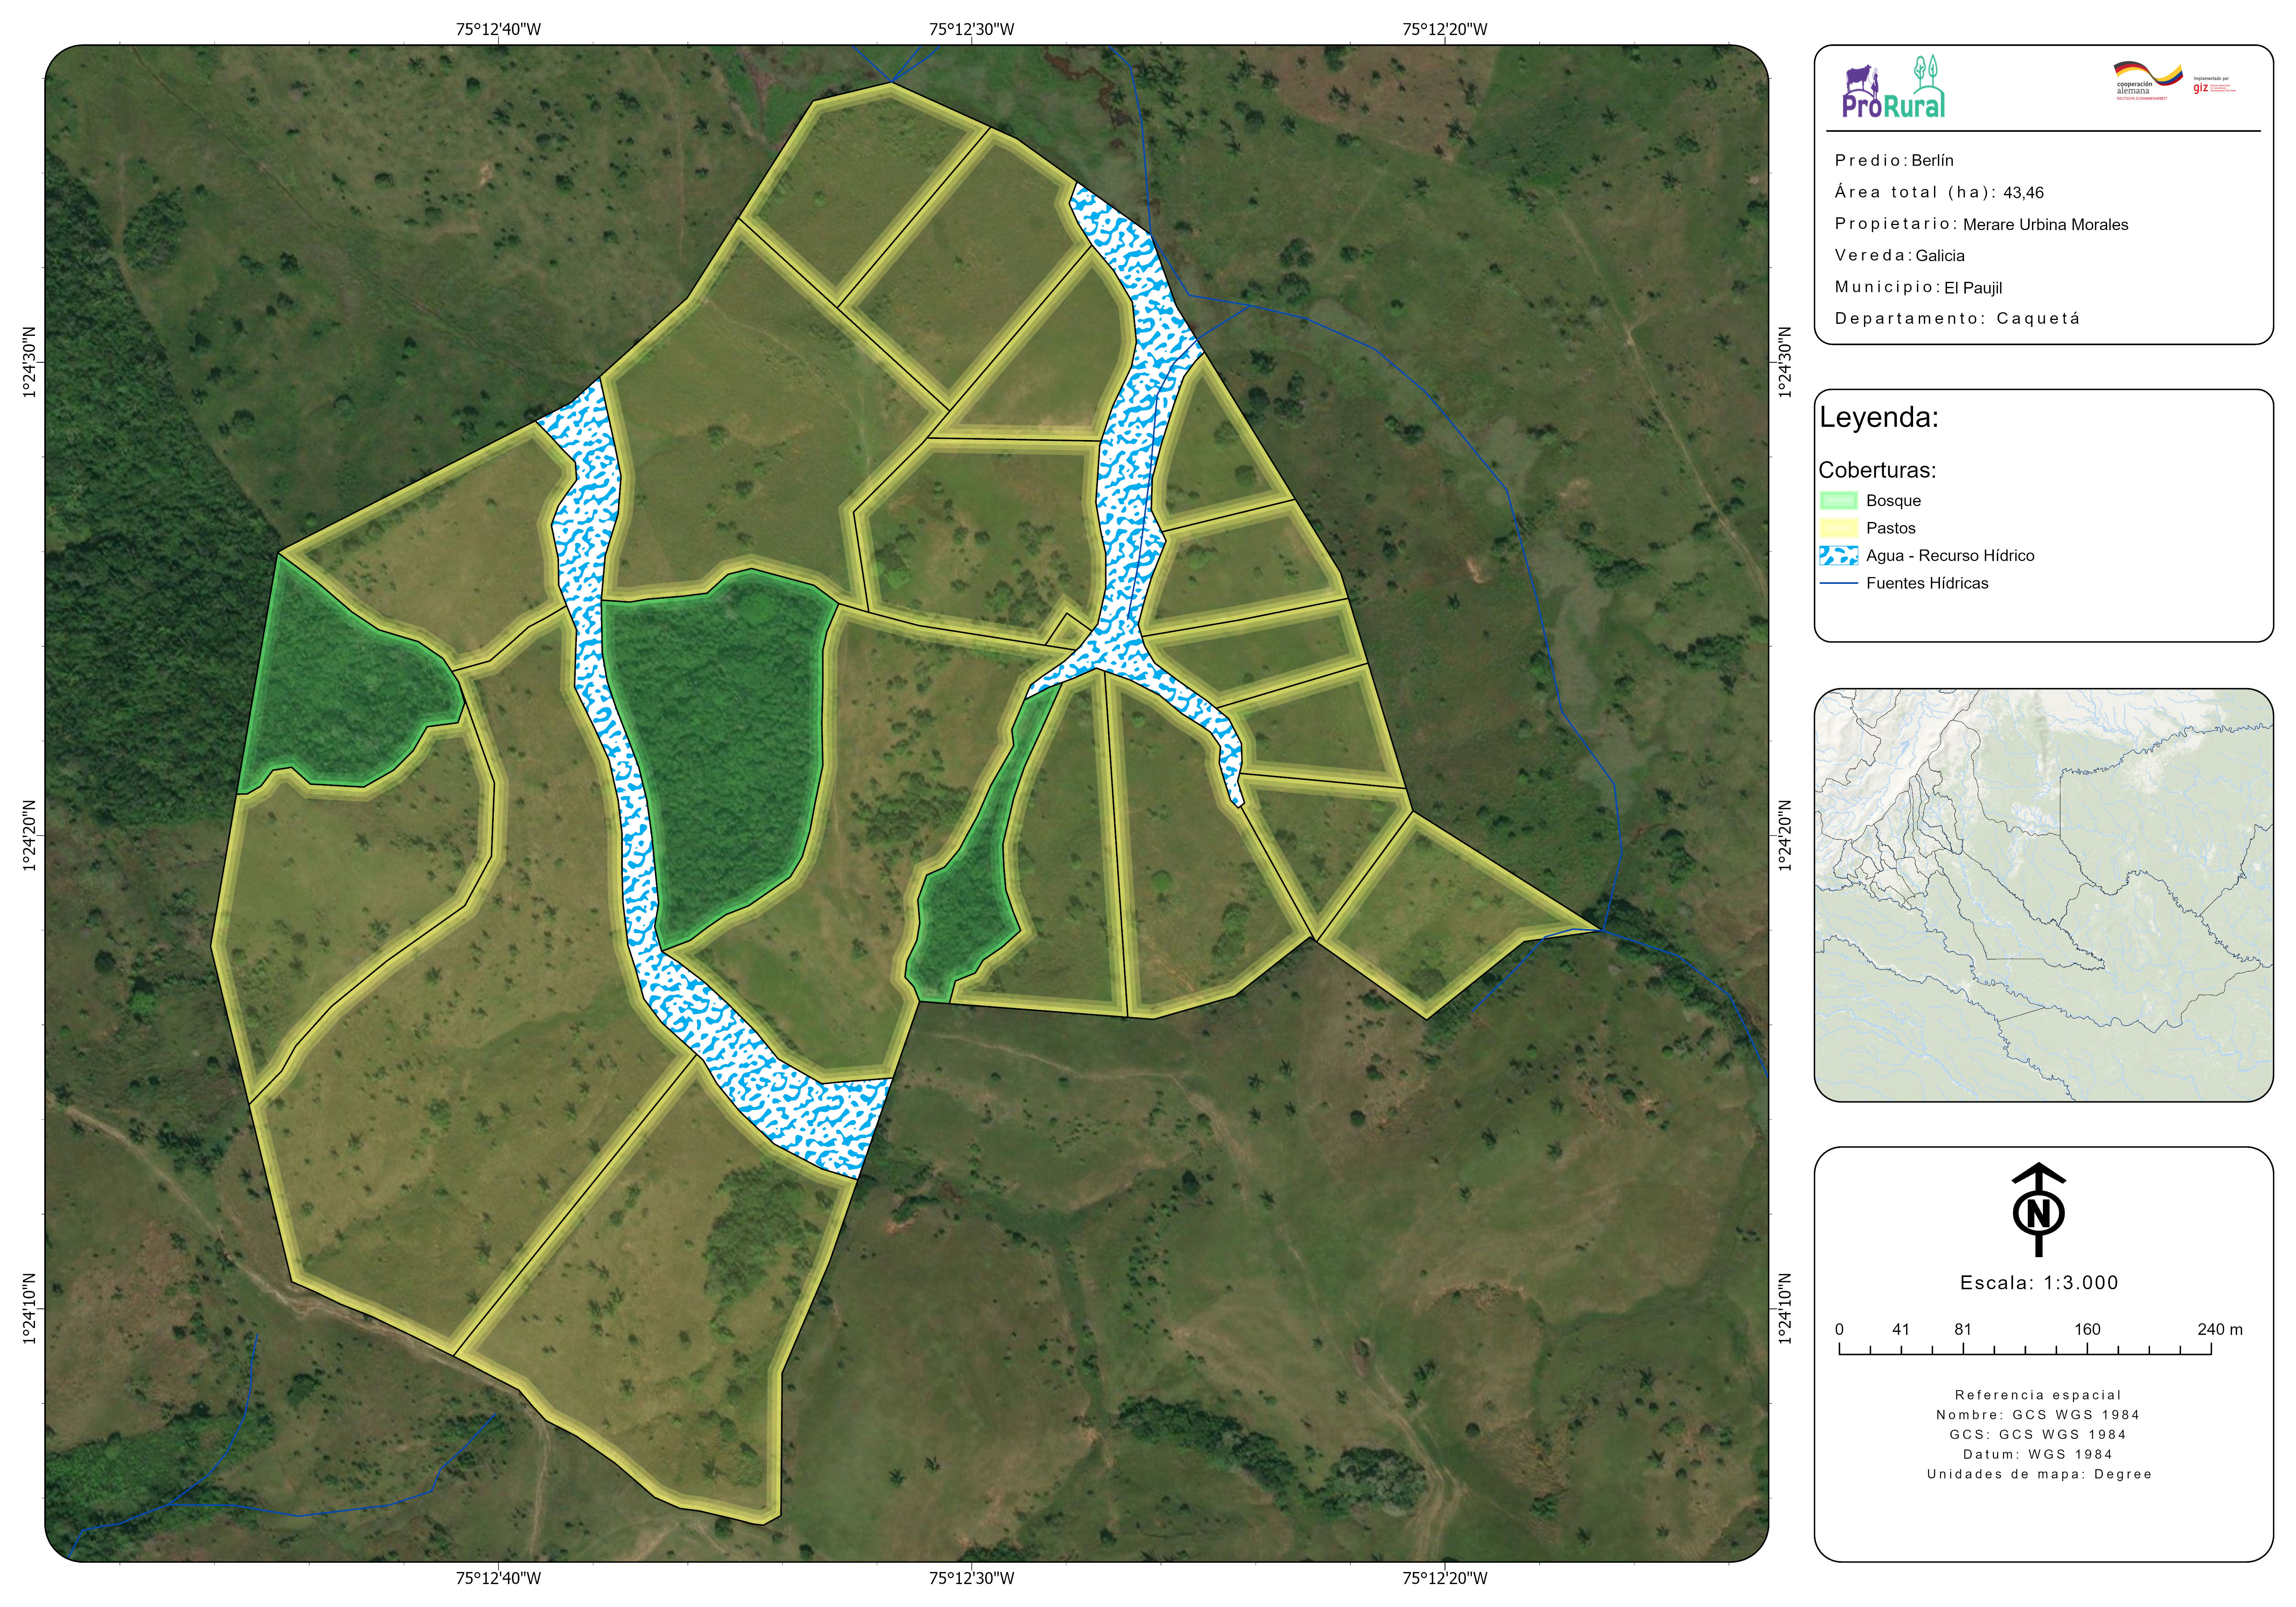 75°12'40"W 75°12'30"W 75°12'20"W
1°24'30"N 1°24'30"N
1°24'20"N 1°24'20"N
1°24'10"N 1°24'10"N
75°12'40"W 75°12'30"W 75°12'20"W
ProRural
cooperación
alemana
DEUTSCHE ZUSAMMENARBEIT
Implementado por
giz
Predio: Berlín
Área total (ha): 43,46
Propietario: Merare Urbina Morales
Vereda: Galicia
Municipio: El Paujil
Departamento: Caquetá
Leyenda:
Coberturas:
Bosque
Pastos
Agua - Recurso Hídrico
Fuentes Hídricas
N
Escala: 1:3.000
0 41 81 160 240 m
Referencia espacial
Nombre: GCS WGS 1984
GCS: GCS WGS 1984
Datum: WGS 1984
Unidades de mapa: Degree